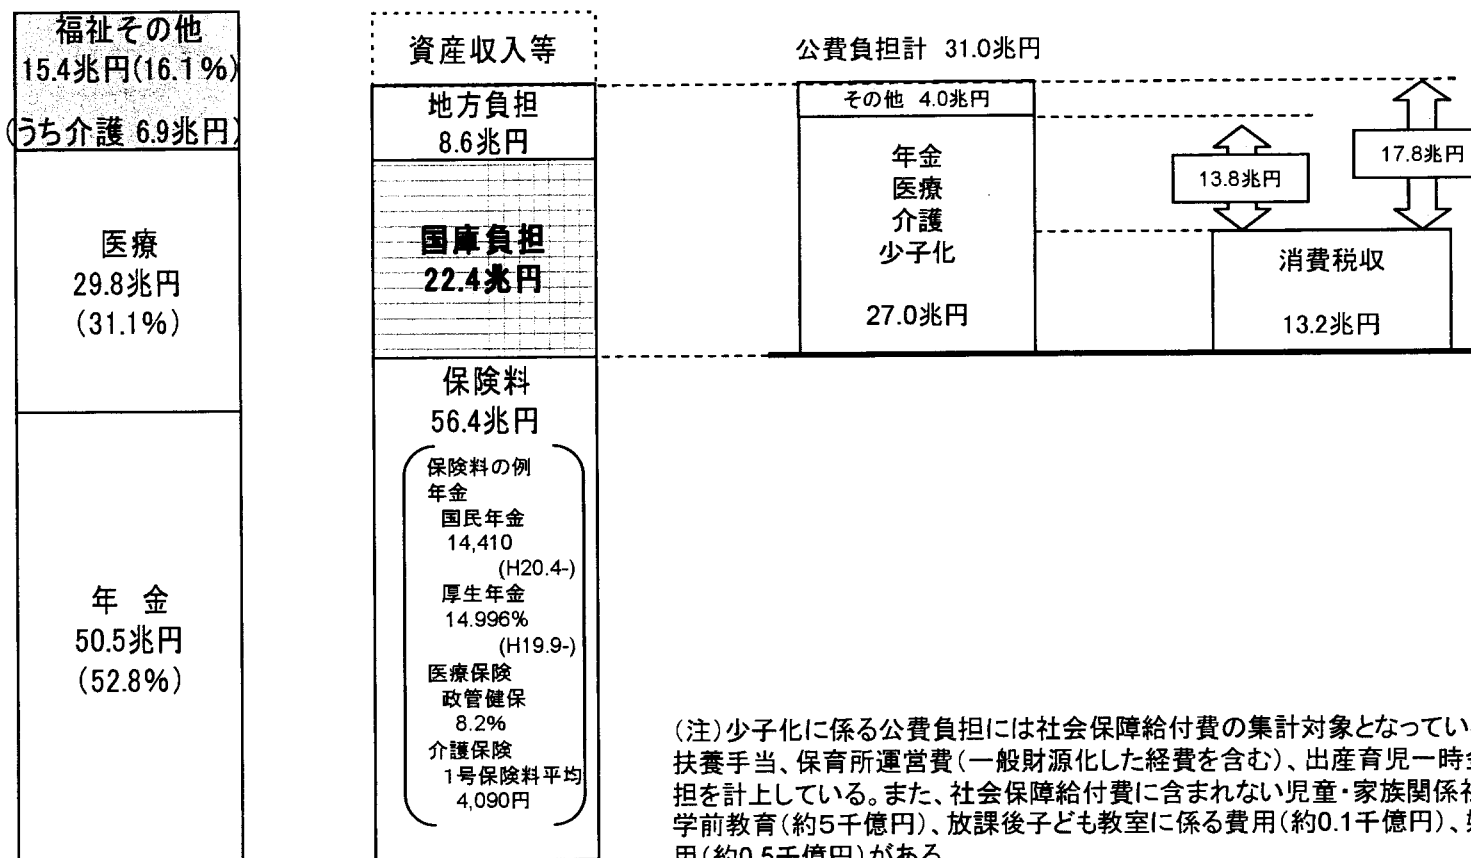 福祉その他
15.4兆円(16.1%)
(うち介護 6.9兆円)
医療
29.8兆円
(31.1%)
年 金
50.5兆円
(52.8%)
資産収入等
地方負担
8.6兆円
国庫負担
22.4兆円
保険料
56.4兆円
保険料の例
年金
国民年金
14,410
(H20.4-)
厚生年金
14.996%
(H19.9-)
医療保険
政管健保
8.2%
介護保険
1号保険料平均
4,090円
公費負担計 31.0兆円
その他 4.0兆円
年金
医療
介護
少子化
27.0兆円
13.8兆円
17.8兆円
消費税収
13.2兆円
(注)少子化に係る公費負担には社会保障給付費の集計対象となってい
扶養手当、保育所運営費(一般財源化した経費を含む)、出産育児一時
担を計上している。また、社会保障給付費に含まれない児童・家族関係
学前教育(約5千億円)、放課後子ども教室に係る費用(約0.1千億円)、
用(約0.5千億円)がある。